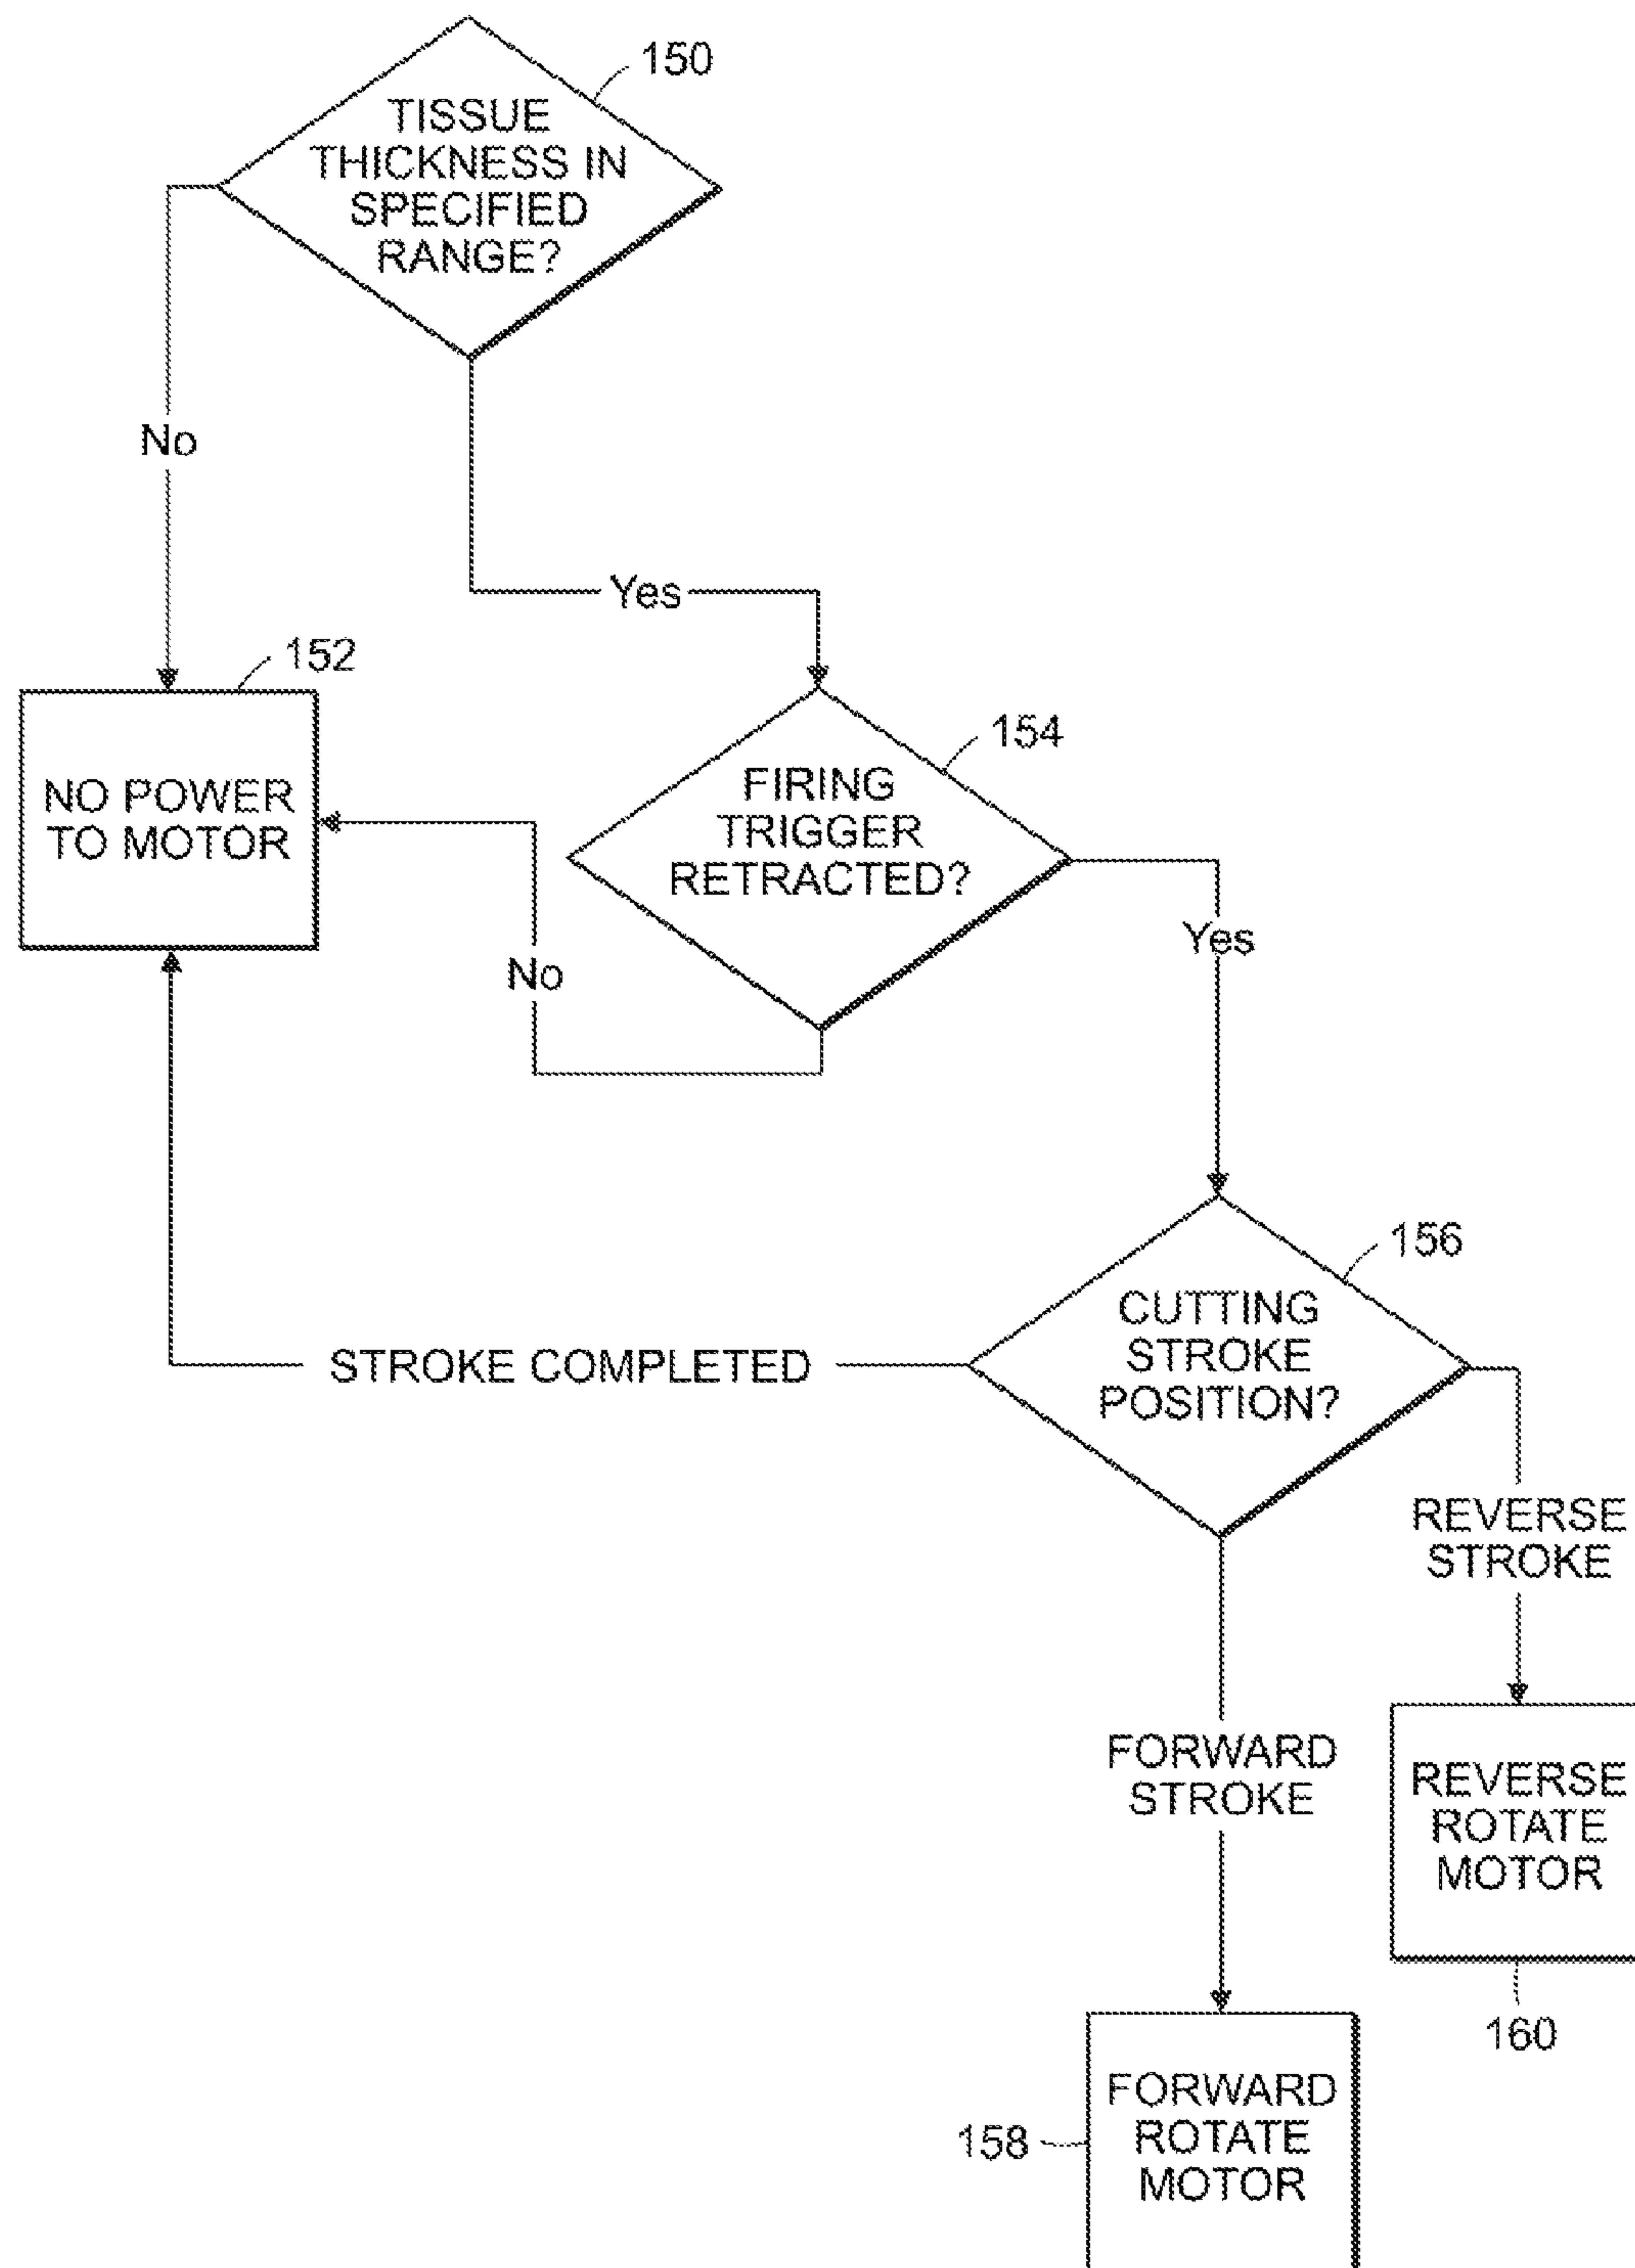 150
TISSUE
THICKNESS IN
SPECIFIED
RANGE?
No
Yes
152
NO POWER
TO MOTOR
154
FIRING
TRIGGER
RETRACTED?
No
Yes
156
CUTTING
STROKE
POSITION?
STROKE COMPLETED
REVERSE
STROKE
FORWARD
STROKE
REVERSE
ROTATE
MOTOR
160
158
FORWARD
ROTATE
MOTOR